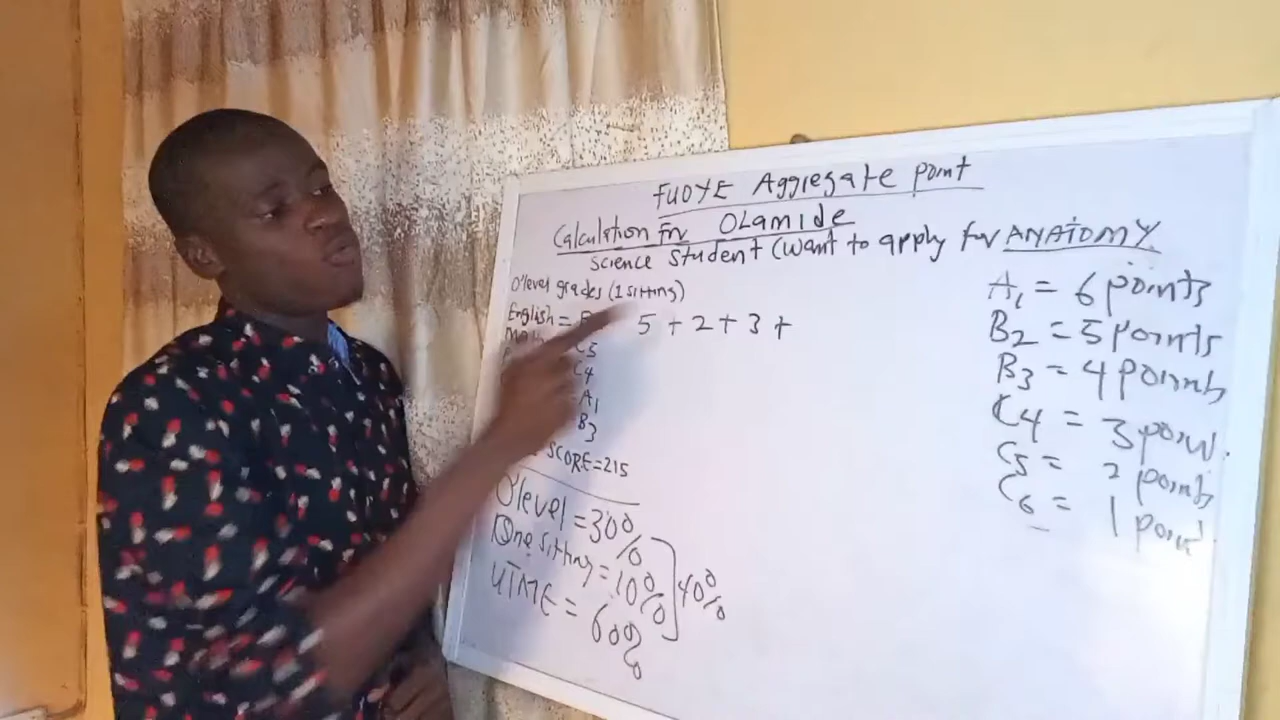 FUOYE Aggregate point
Calculation For OLamide
Science Student (Want to apply for ANATOMY
O'level grades (1 sitting)
English = 5 + 2 + 3 +
C5
C4
A1
B3
SCORE=215
O'level = 30%
One sitting = 10%
40%
UTME = 60%
A1 = 6 points
B2 = 5 points
B3 = 4 points
C4 = 3 point.
C5 = 2 points
C6 = 1 point